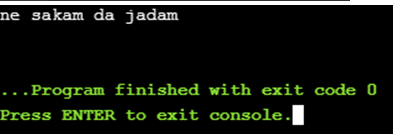 ne sakam da jadam
...Program finished with exit code 0
Press ENTER to exit console.